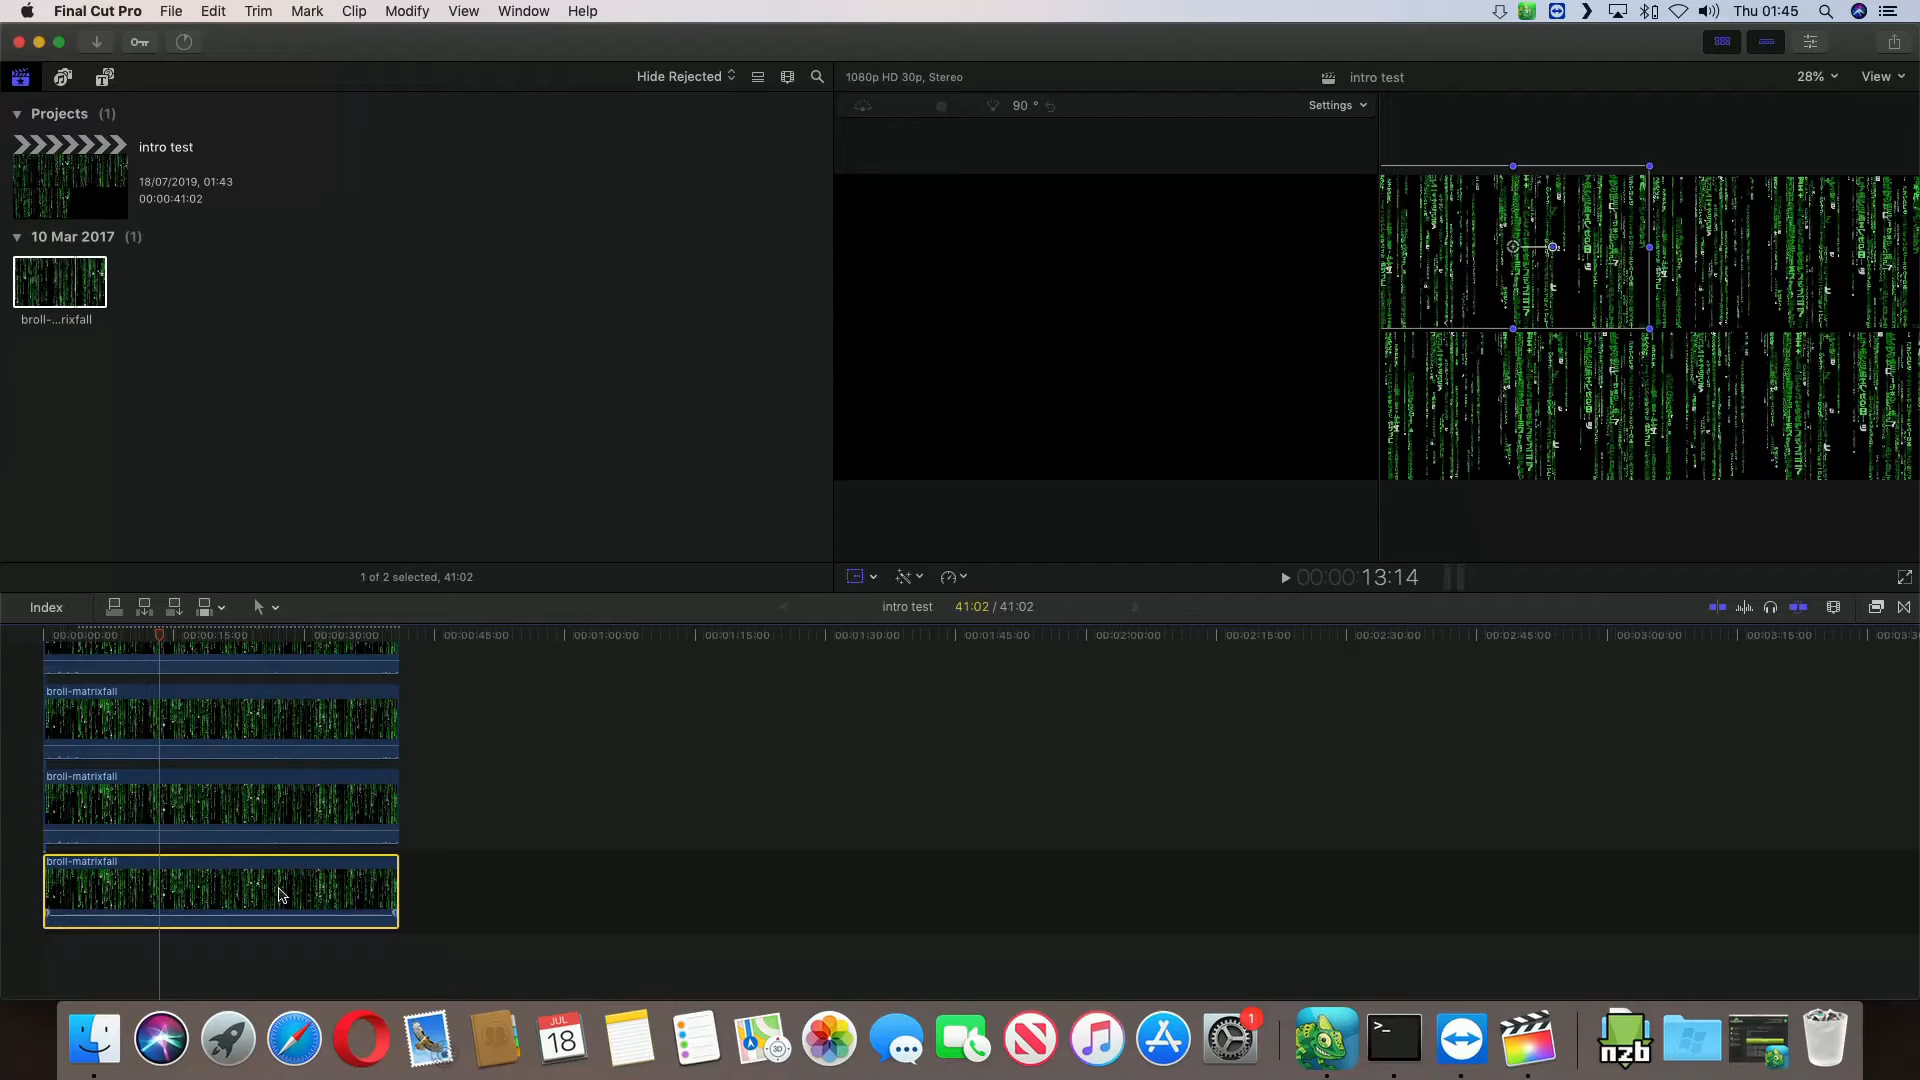 Final Cut Pro File Edit Trim Mark Clip Modify View Window Help Thu 01:45
Hide Rejected 1080p HD 30p, Stereo intro test 28% View
90 ° Settings
Projects (1)
intro test
18/07/2019, 01:43
00:00:41:02
10 Mar 2017 (1)
broll-...rixfall
1 of 2 selected, 41:02 00:00:13:14
Index intro test 41:02 / 41:02
00:00:00:00 00:00:15:00 00:00:30:00 00:00:45:00 00:01:00:00 00:01:15:00 00:01:30:00 00:01:45:00 00:02:00:00 00:02:15:00 00:02:30:00 00:02:45:00 00:03:00:00 00:03:15:00
broll-matrixfall
broll-matrixfall
broll-matrixfall
JUL
18
3D
1
>_
nzb